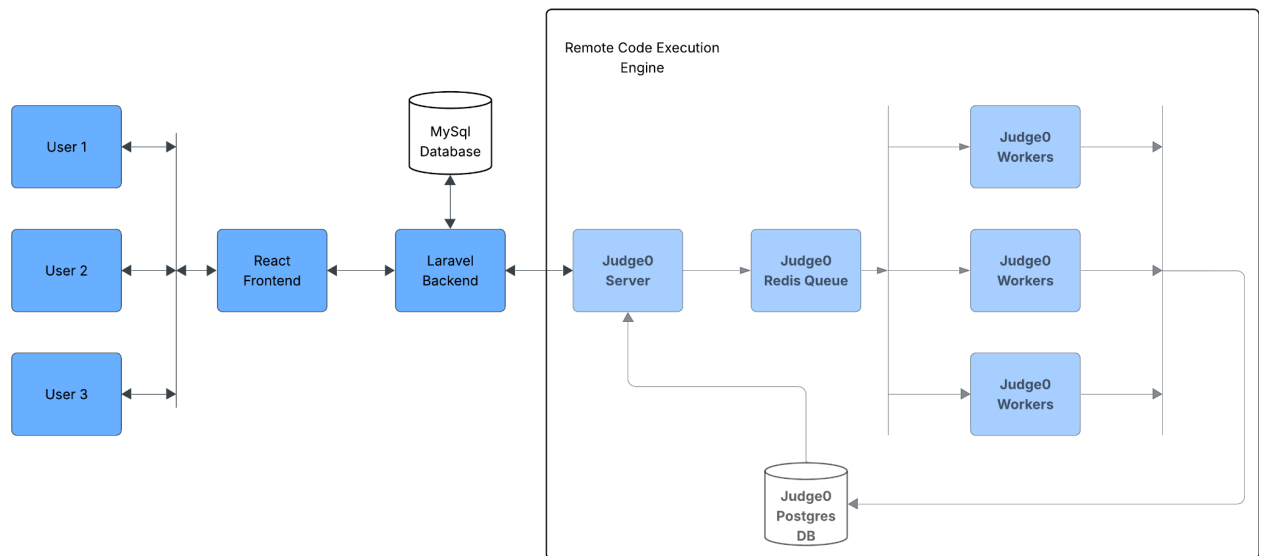 Remote Code Execution
Engine
MySql
Database
User 1
Judge0
Workers
User 2
React
Frontend
Laravel
Backend
Judge0
Server
Judge0
Redis Queue
Judge0
Workers
User 3
Judge0
Workers
Judge0
Postgres
DB